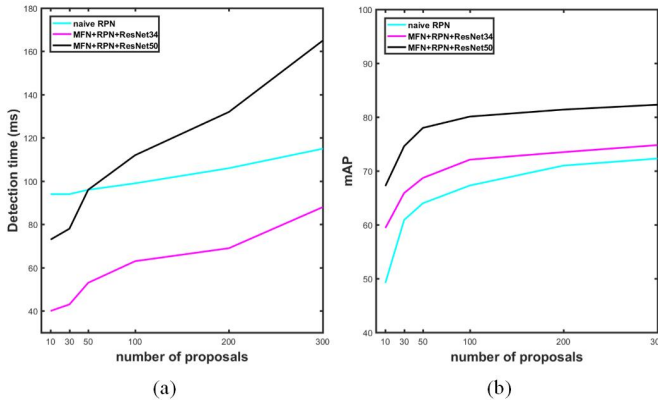 180
160
140
120
100
80
60
40
10 30 50 100 200 300
Detection time (ms)
number of proposals
naive RPN
MFN+RPN+ResNet34
MFN+RPN+ResNet50
(a)
100
90
80
70
60
50
40
10 30 50 100 200 300
mAP
number of proposals
naive RPN
MFN+RPN+ResNet34
MFN+RPN+ResNet50
(b)